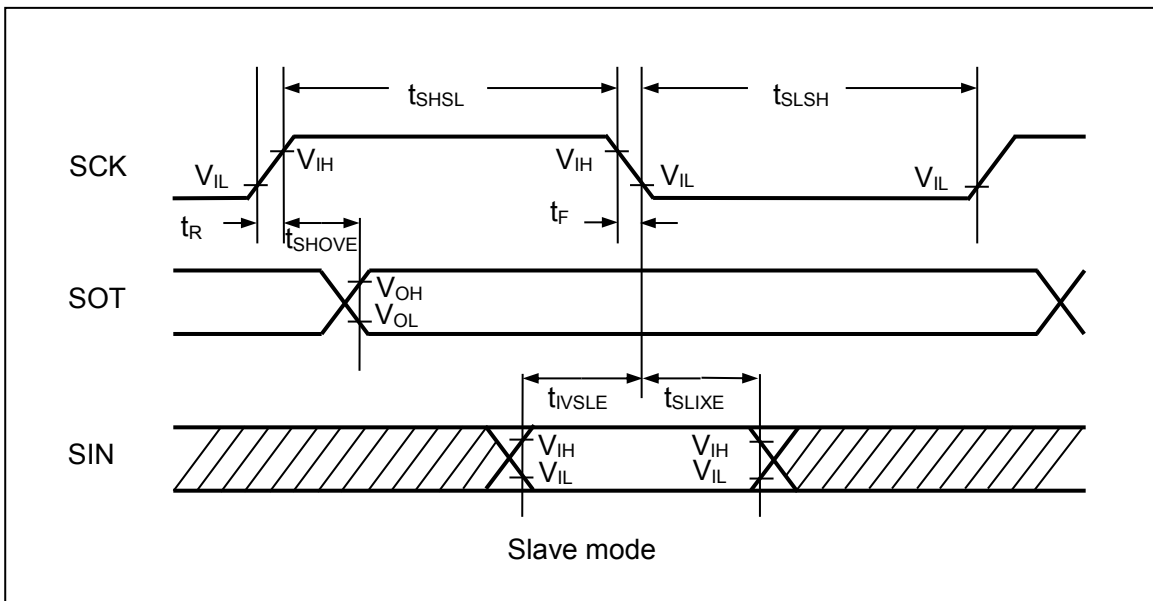 tSHSL
tSLSH
SCK
VIL
VIH
VIH
VIL
VIL
tR
tSHOVE
tF
SOT
VOH
VOL
tIVSLE
tSLIXE
SIN
VIH
VIL
VIH
VIL
Slave mode